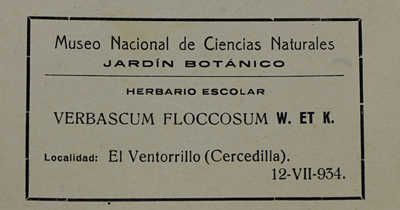 Museo Nacional de Ciencias Naturales
JARDÍN BOTÁNICO
HERBARIO ESCOLAR
VERBASCUM FLOCCOSUM W. ET K.
Localidad: El Ventorrillo (Cercedilla).
12-VII-934.